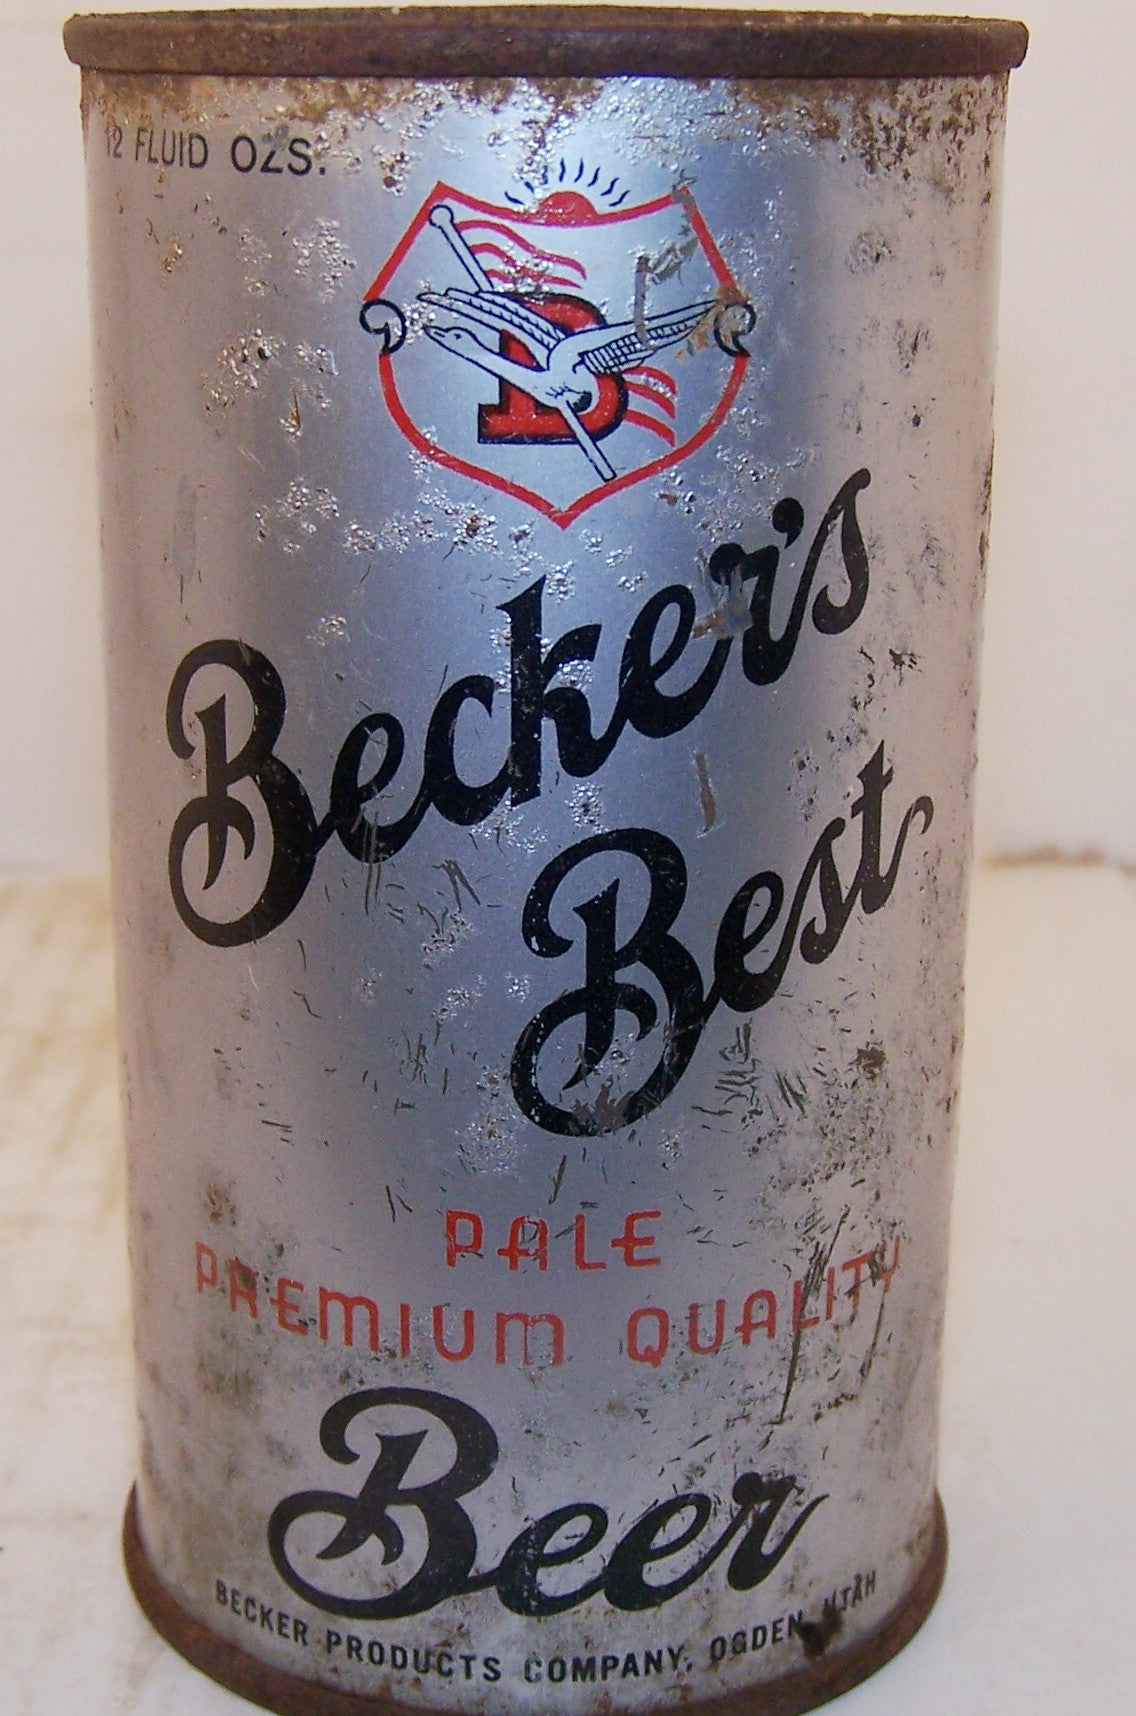 12 FLUID OZS.
B
Becker's
Best
PALE
PREMIUM QUALITY
Beer
BECKER PRODUCTS COMPANY, OGDEN, UTAH